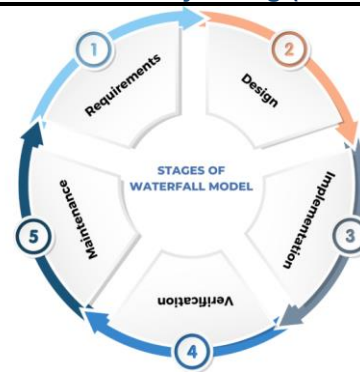 1
Requirements
2
Design
3
Implementation
4
Verification
5
Maintenance
STAGES OF
WATERFALL MODEL